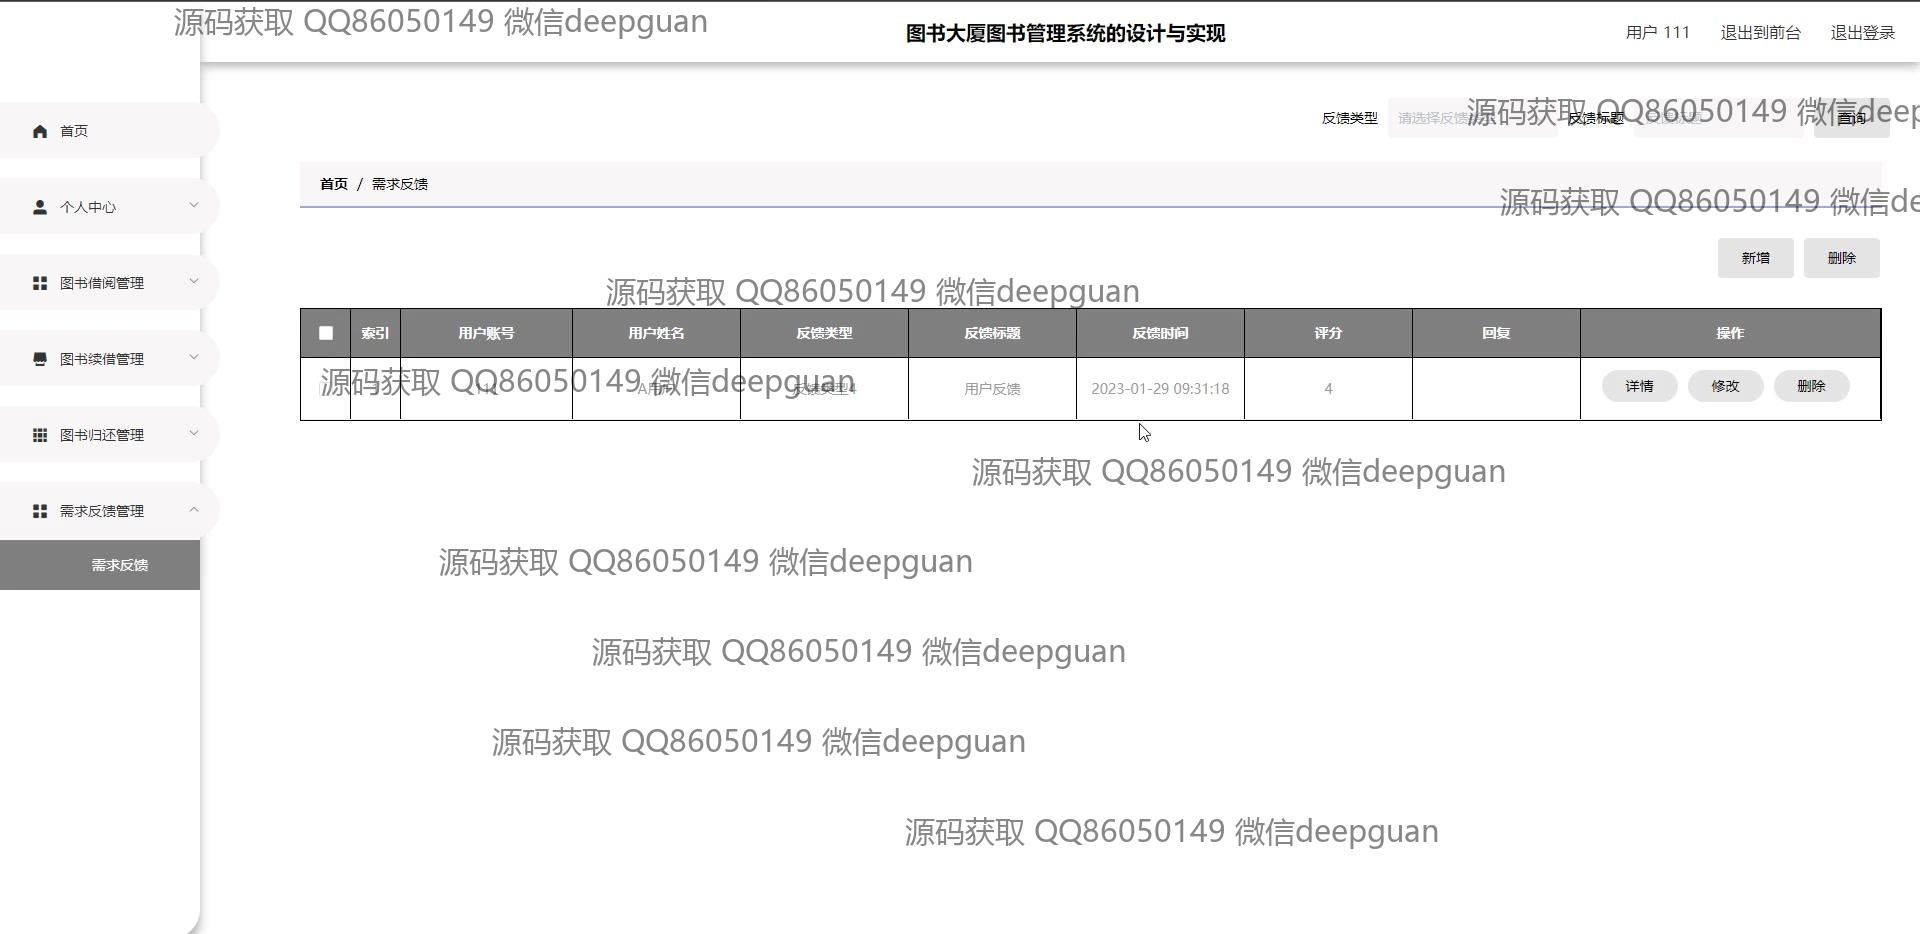 源码获取 QQ86050149 微信deepguan
图书大厦图书管理系统的设计与实现
用户 111 退出到前台 退出登录
首页
个人中心
图书借阅管理
图书续借管理
图书归还管理
需求反馈管理
需求反馈
反馈类型 请选择反馈 反馈标题 查询
源码获取 QQ86050149 微信deep
首页 / 需求反馈
源码获取 QQ86050149 微信de
新增 删除
源码获取 QQ86050149 微信deepguan
索引 用户账号 用户姓名 反馈类型 反馈标题 反馈时间 评分 回复 操作
反馈类型4 用户反馈 2023-01-29 09:31:18 4 详情 修改 删除
源码获取 QQ86050149 微信deepguan
源码获取 QQ86050149 微信deepguan
源码获取 QQ86050149 微信deepguan
源码获取 QQ86050149 微信deepguan
源码获取 QQ86050149 微信deepguan
源码获取 QQ86050149 微信deepguan